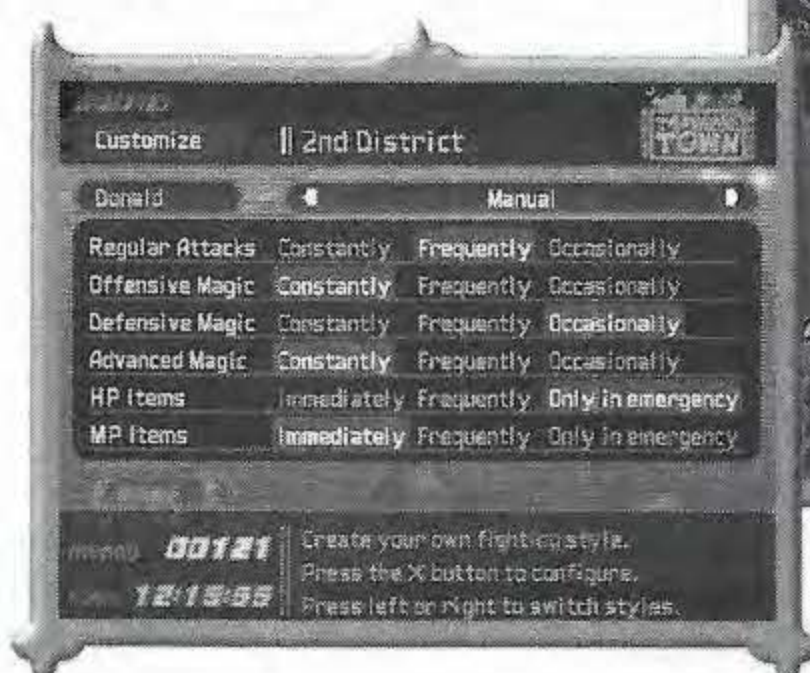 Customize 2nd District
TOWN
Donald Manual
Regular Attacks Constantly Frequently Occasionally
Offensive Magic Constantly Frequently Occasionally
Defensive Magic Constantly Frequently Occasionally
Advanced Magic Constantly Frequently Occasionally
HP Items Immediately Frequently Only in emergency
MP Items Immediately Frequently Only in emergency
00121 Create your own fighting style.
Press the X button to configure.
Press left or right to switch styles.